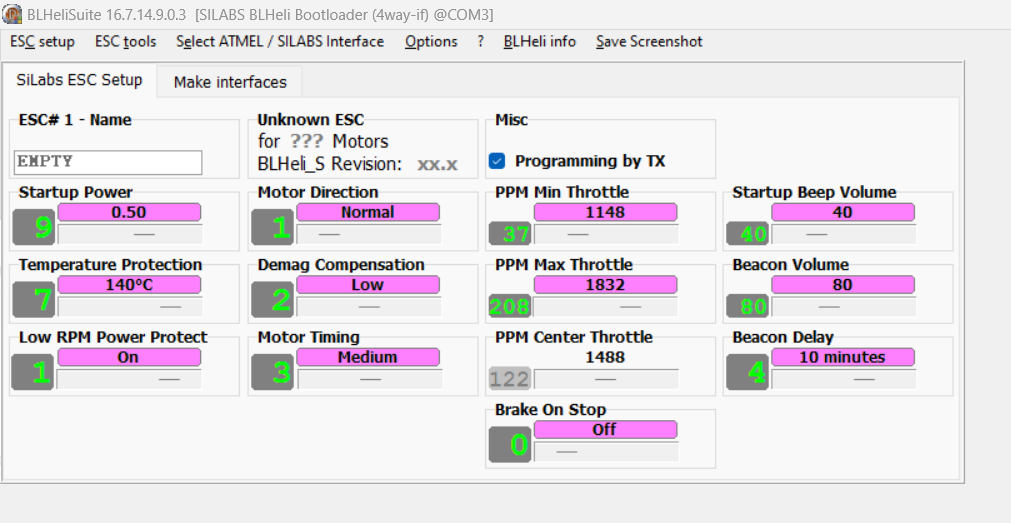 BLHeliSuite 16.7.14.9.0.3 [SILABS BLHeli Bootloader (4way-if) @COM3]
ESC setup ESC tools Select ATMEL / SILABS Interface Options ? BLHeli info Save Screenshot
SiLabs ESC Setup Make interfaces
ESC# 1 - Name
EMPTY
Unknown ESC
for ??? Motors
BLHeli_S Revision: xx.x
Misc
Programming by TX
Startup Power
0.50
9
Motor Direction
Normal
1
PPM Min Throttle
1148
37
Startup Beep Volume
40
40
Temperature Protection
140°C
7
Demag Compensation
Low
2
PPM Max Throttle
1832
208
Beacon Volume
80
80
Low RPM Power Protect
On
1
Motor Timing
Medium
3
PPM Center Throttle
1488
122
Beacon Delay
10 minutes
4
Brake On Stop
Off
0